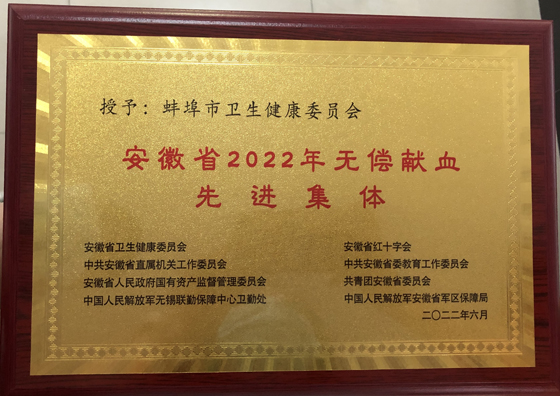 授予：蚌埠市卫生健康委员会
安徽省2022年无偿献血
先进集体
安徽省卫生健康委员会
中共安徽省直属机关工作委员会
安徽省人民政府国有资产监督管理委员会
中国人民解放军无锡联勤保障中心卫勤处
安徽省红十字会
中共安徽省委教育工作委员会
共青团安徽省委员会
中国人民解放军安徽省军区保障局
二〇二二年六月